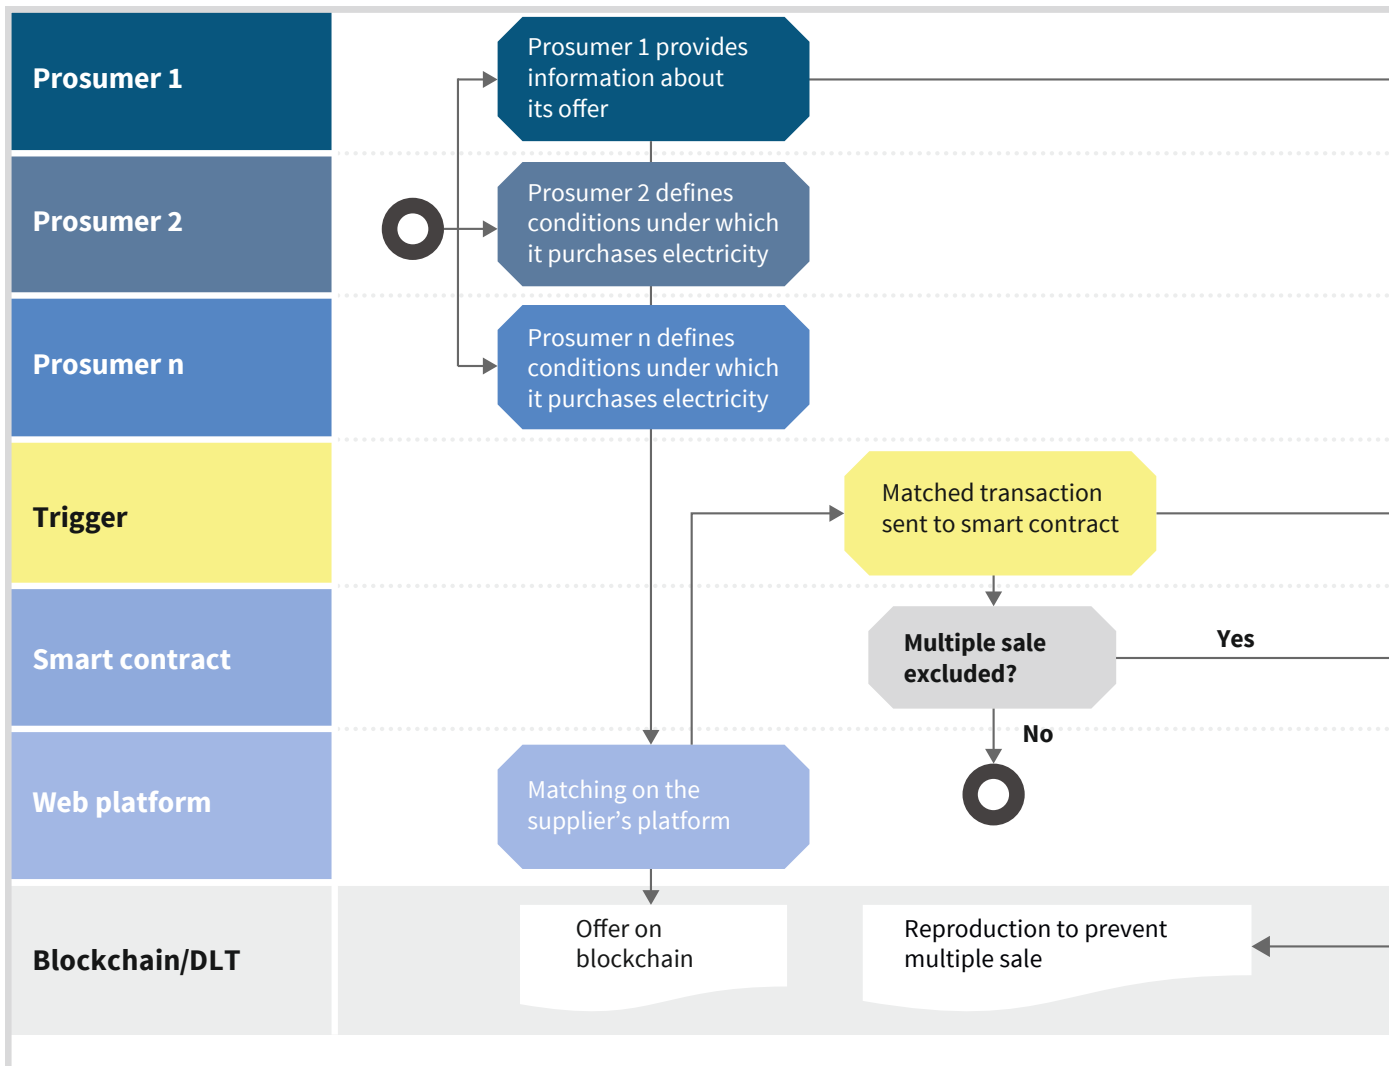 Prosumer 1
Prosumer 1 provides
information about
its offer
Prosumer 2
Prosumer 2 defines
conditions under which
it purchases electricity
Prosumer n
Prosumer n defines
conditions under which
it purchases electricity
Trigger
Matched transaction
sent to smart contract
Smart contract
Multiple sale
excluded?
Yes
No
Web platform
Matching on the
supplier’s platform
Blockchain/DLT
Offer on
blockchain
Reproduction to prevent
multiple sale